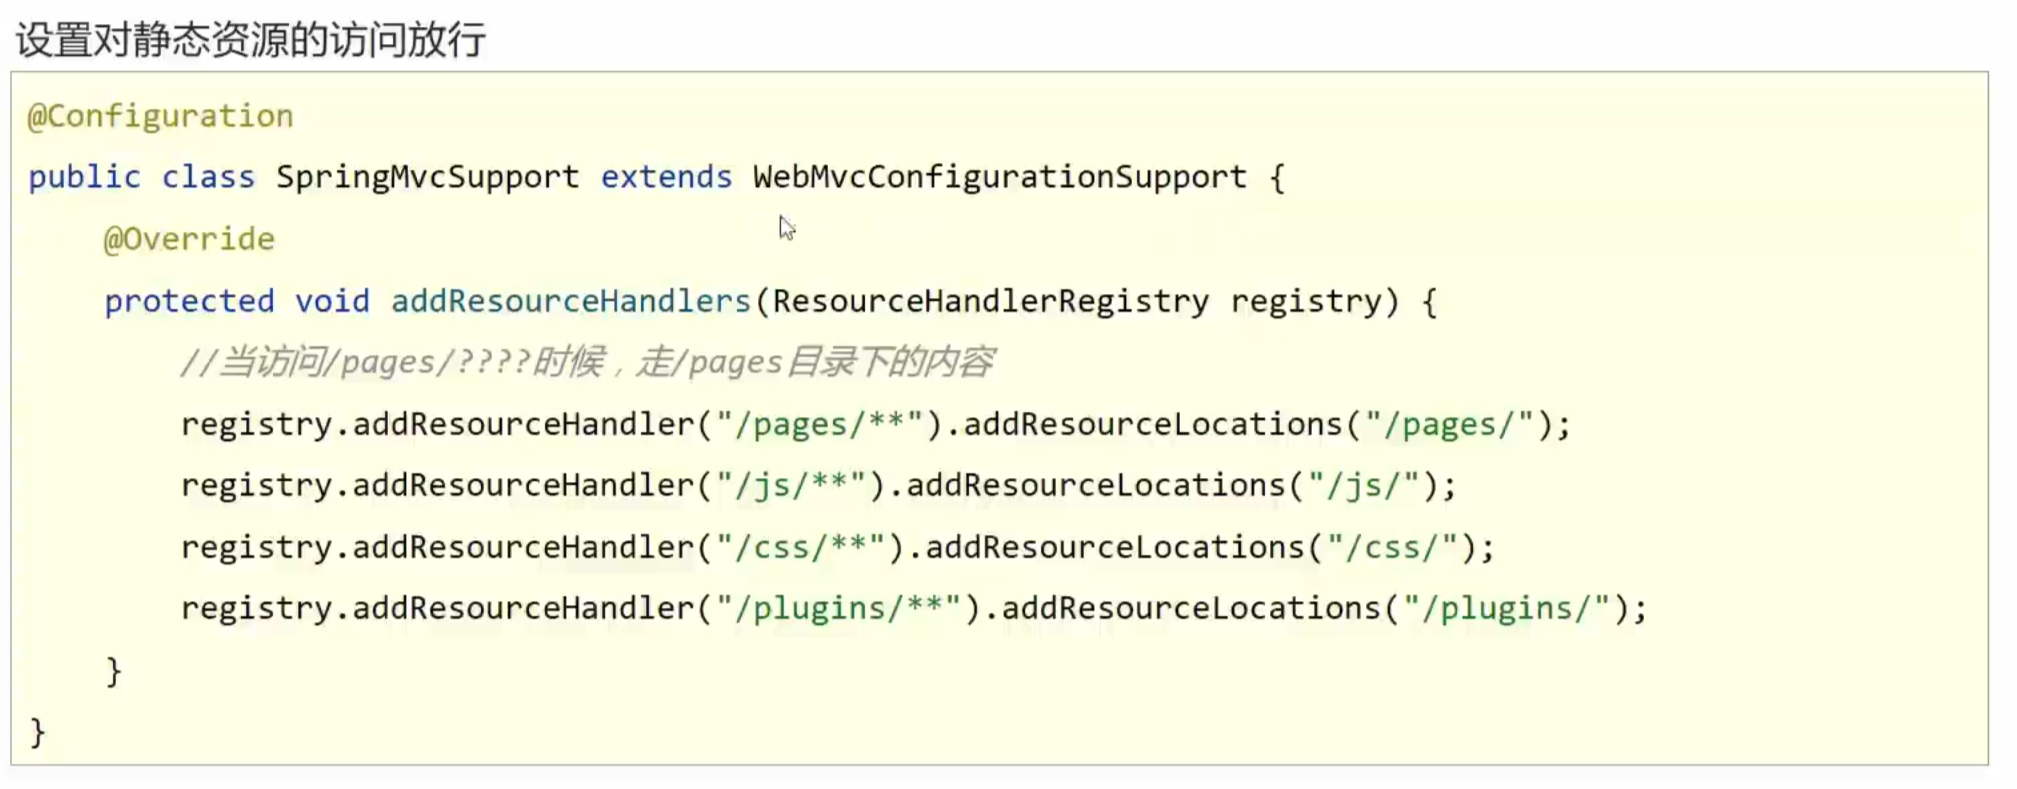 设置对静态资源的访问放行
@Configuration
public class SpringMvcSupport extends WebMvcConfigurationSupport {
@Override
protected void addResourceHandlers(ResourceHandlerRegistry registry) {
//当访问/pages/????时候，走/pages目录下的内容
registry.addResourceHandler("/pages/**").addResourceLocations("/pages/");
registry.addResourceHandler("/js/**").addResourceLocations("/js/");
registry.addResourceHandler("/css/**").addResourceLocations("/css/");
registry.addResourceHandler("/plugins/**").addResourceLocations("/plugins/");
}
}